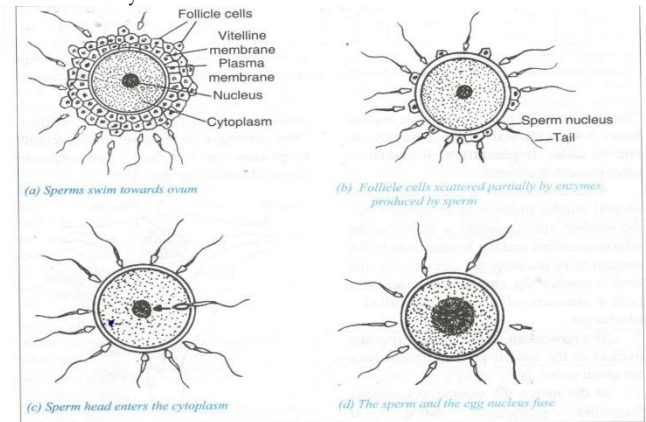 Follicle cells
Vitelline
membrane
Plasma
membrane
Nucleus
Cytoplasm
(a) Sperms swim towards ovum
Sperm nucleus
Tail
(b) Follicle cells scattered partially by enzymes
produced by sperm
(c) Sperm head enters the cytoplasm
(d) The sperm and the egg nucleus fuse